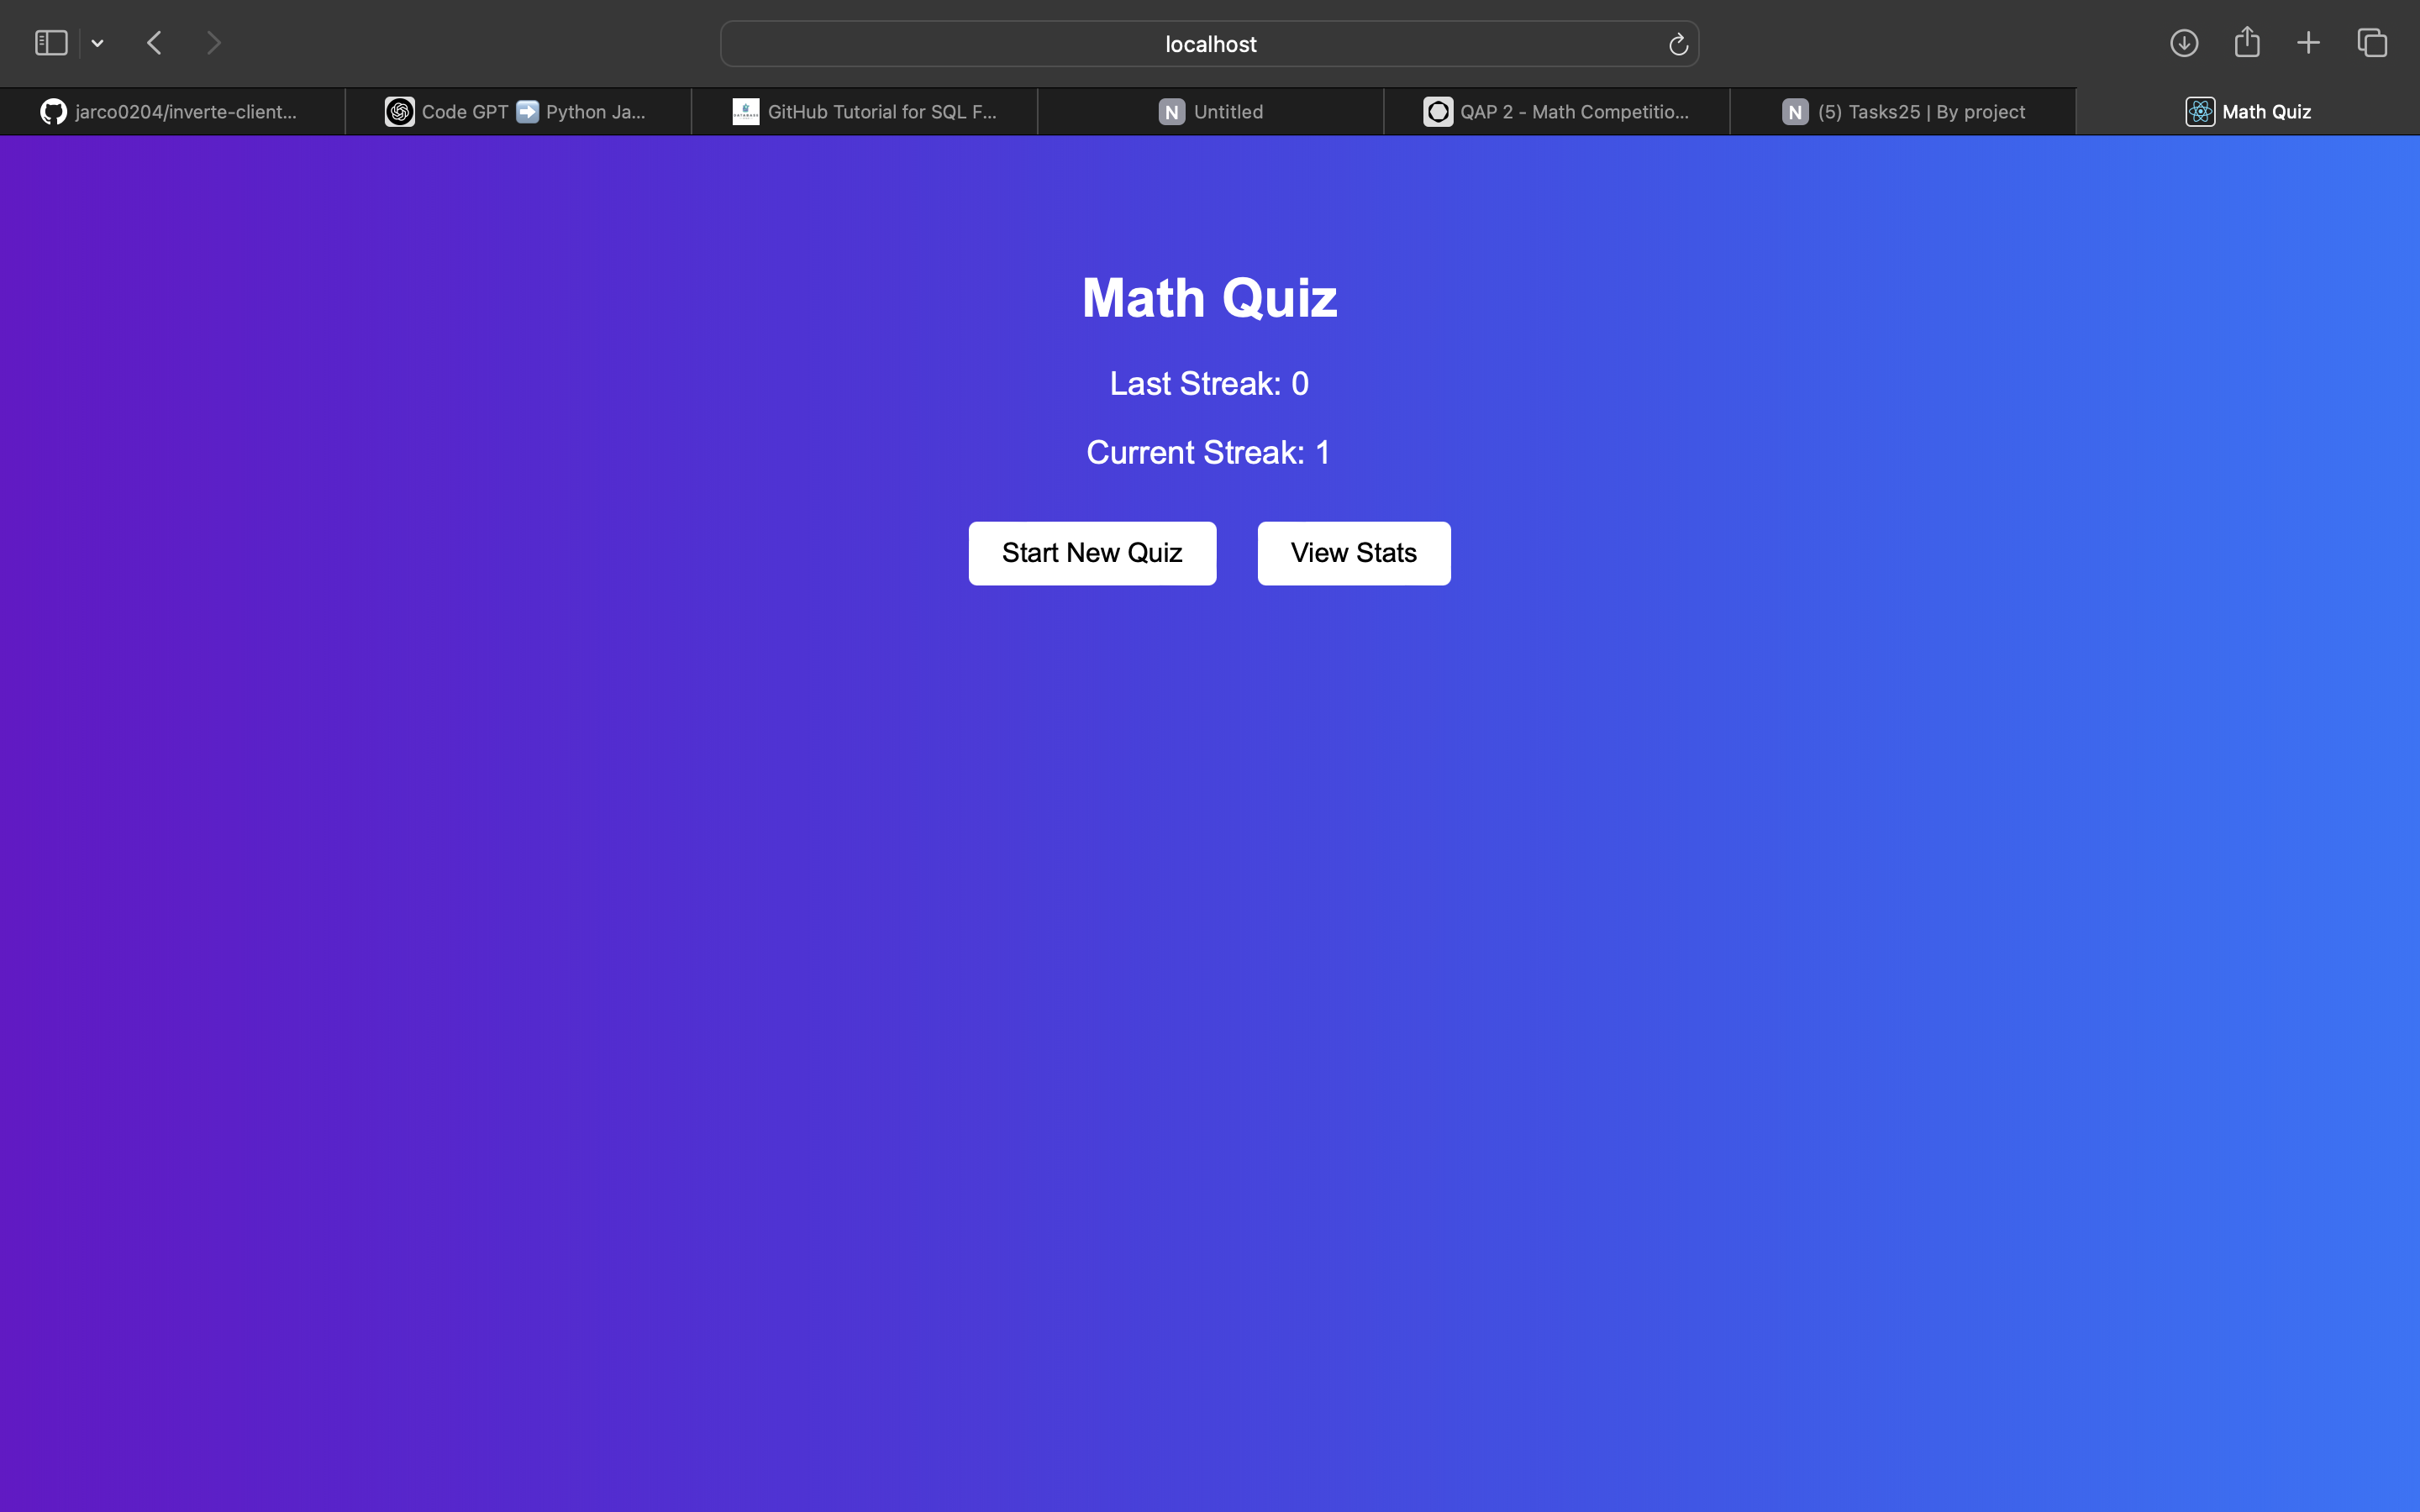 localhost
jarco0204/inverte-client...
Code GPT ➡️ Python Ja...
GitHub Tutorial for SQL F...
N Untitled
QAP 2 - Math Competitio...
N (5) Tasks25 | By project
Math Quiz
Math Quiz
Last Streak: 0
Current Streak: 1
Start New Quiz
View Stats